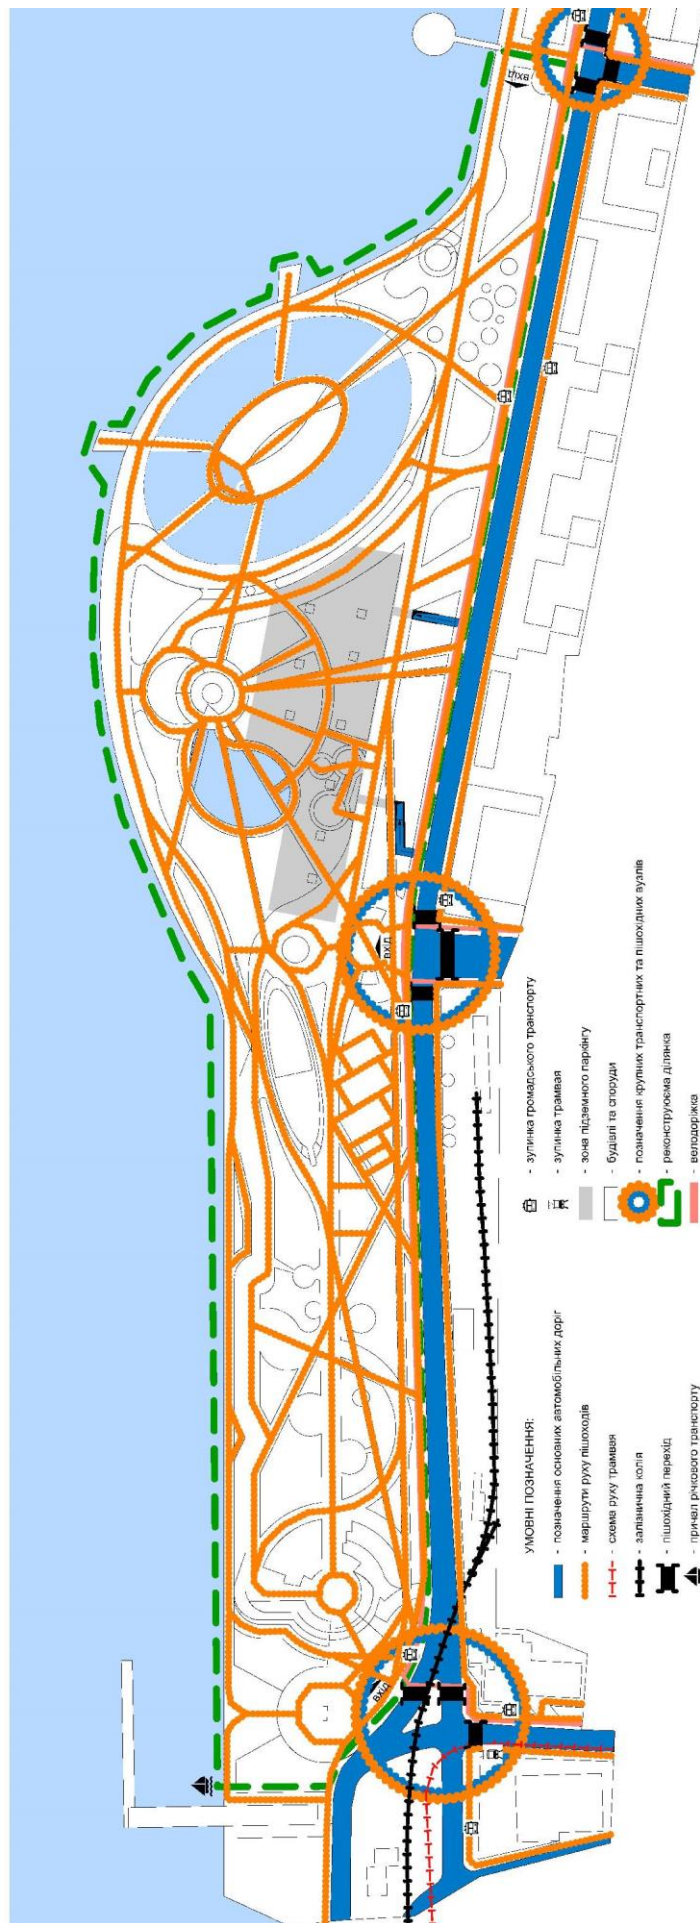 ВХІД
ВХІД
ВХІД
УМОВНІ ПОЗНАЧЕННЯ:
- позначення основних автомобільних доріг
- маршрути руху пішоходів
- схема руху трамвая
- залізнична колія
- пішохідний перехід
- причал річкового транспорту
- зупинка громадського транспорту
- зупинка трамвая
- зона підземного паркінгу
- будівлі та споруди
- позначення крупних транспортних та пішохідних вузлів
- реконструюєма ділянка
- велодоріжка